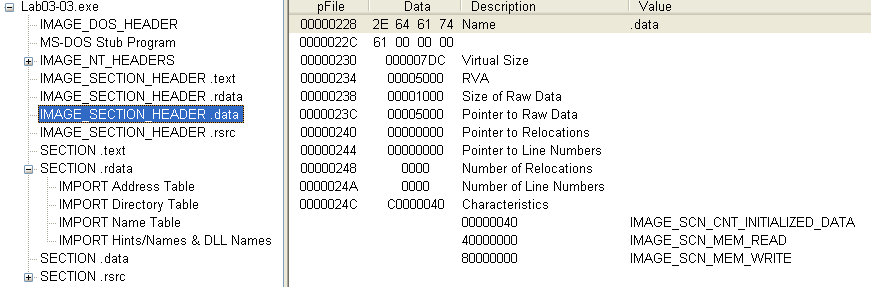 Lab03-03.exe
IMAGE_DOS_HEADER
MS-DOS Stub Program
IMAGE_NT_HEADERS
IMAGE_SECTION_HEADER .text
IMAGE_SECTION_HEADER .rdata
IMAGE_SECTION_HEADER .data
IMAGE_SECTION_HEADER .rsrc
SECTION .text
SECTION .rdata
IMPORT Address Table
IMPORT Directory Table
IMPORT Name Table
IMPORT Hints/Names & DLL Names
SECTION .data
SECTION .rsrc
pFile Data Description Value
00000228 2E 64 61 74 Name .data
0000022C 61 00 00 00
00000230 000007DC Virtual Size
00000234 00005000 RVA
00000238 00001000 Size of Raw Data
0000023C 00005000 Pointer to Raw Data
00000240 00000000 Pointer to Relocations
00000244 00000000 Pointer to Line Numbers
00000248 0000 Number of Relocations
0000024A 0000 Number of Line Numbers
0000024C C0000040 Characteristics
00000040 IMAGE_SCN_CNT_INITIALIZED_DATA
40000000 IMAGE_SCN_MEM_READ
80000000 IMAGE_SCN_MEM_WRITE